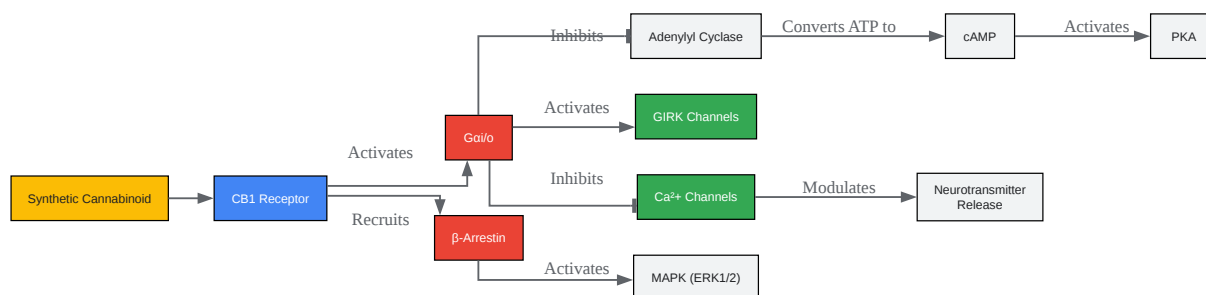 Inhibits
Adenylyl Cyclase
Converts ATP to
cAMP
Activates
PKA
Activates
GIRK Channels
Gαi/o
Activates
Synthetic Cannabinoid
CB1 Receptor
Recruits
Inhibits
Ca²+ Channels
Modulates
Neurotransmitter
Release
β-Arrestin
Activates
MAPK (ERK1/2)